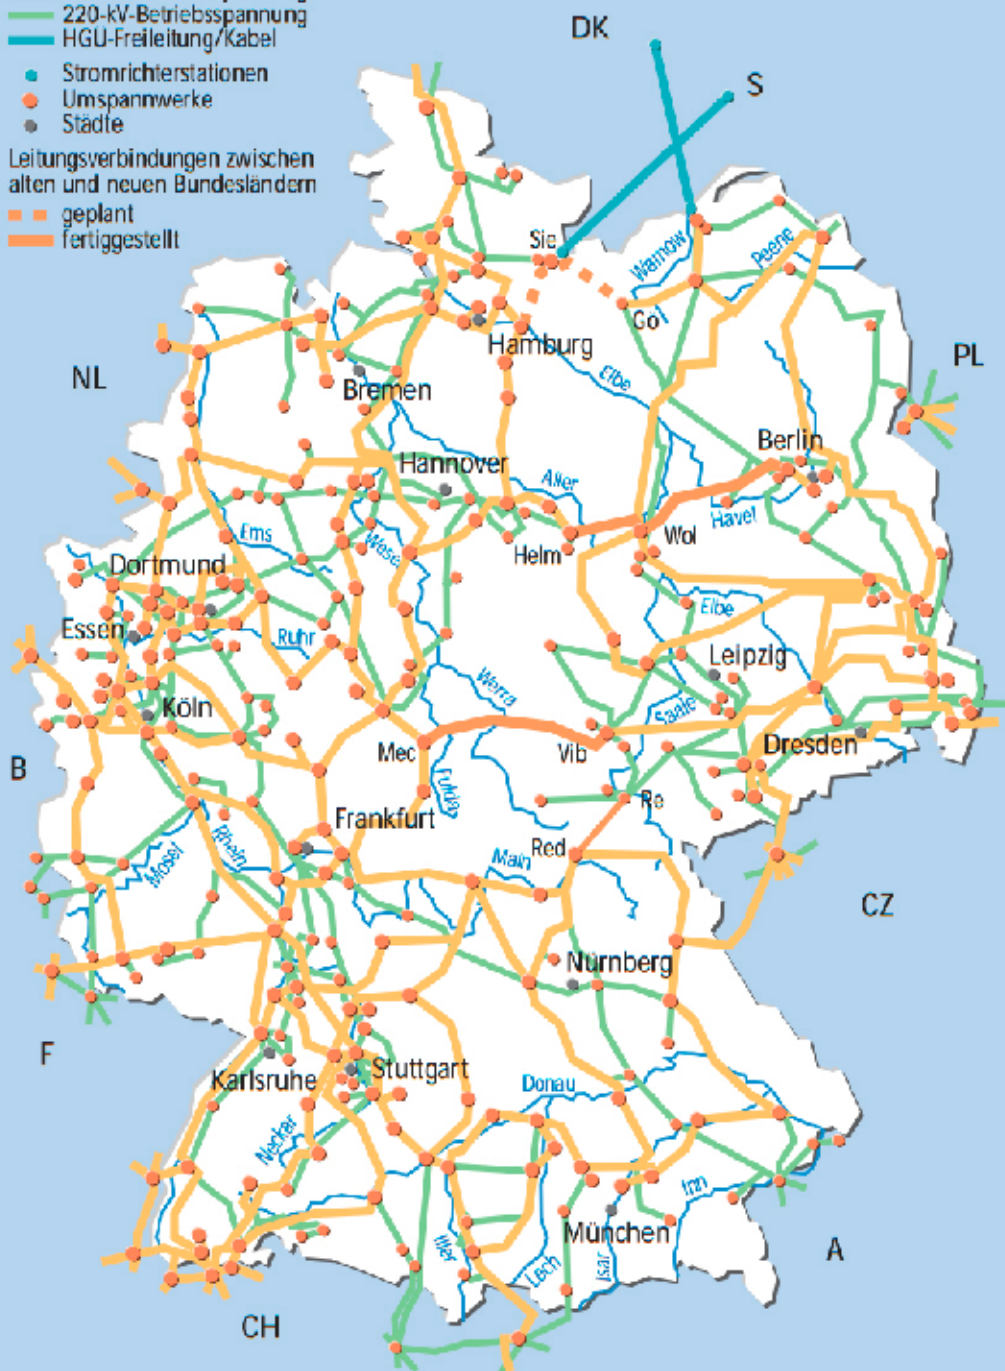 220-kV-Betriebsspannung
HGÜ-Freileitung/Kabel
Stromrichterstationen
Umspannwerke
Städte
Leitungsverbindungen zwischen
alten und neuen Bundesländern
geplant
fertiggestellt
DK
S
Sie
Warnow
Peene
Gö
Hamburg
NL
PL
Bremen
Elbe
Berlin
Hannover
Aller
Havel
Ems
Weser
Helm
Wol
Dortmund
Elbe
Essen
Ruhr
Leipzig
Werra
Saale
Köln
Mec
Vib
Dresden
B
Fulda
Re
Frankfurt
Rhein
Mosel
Main
Red
CZ
Nürnberg
F
Karlsruhe
Stuttgart
Donau
Neckar
Inn
München
Iller
Lech
Isar
A
CH